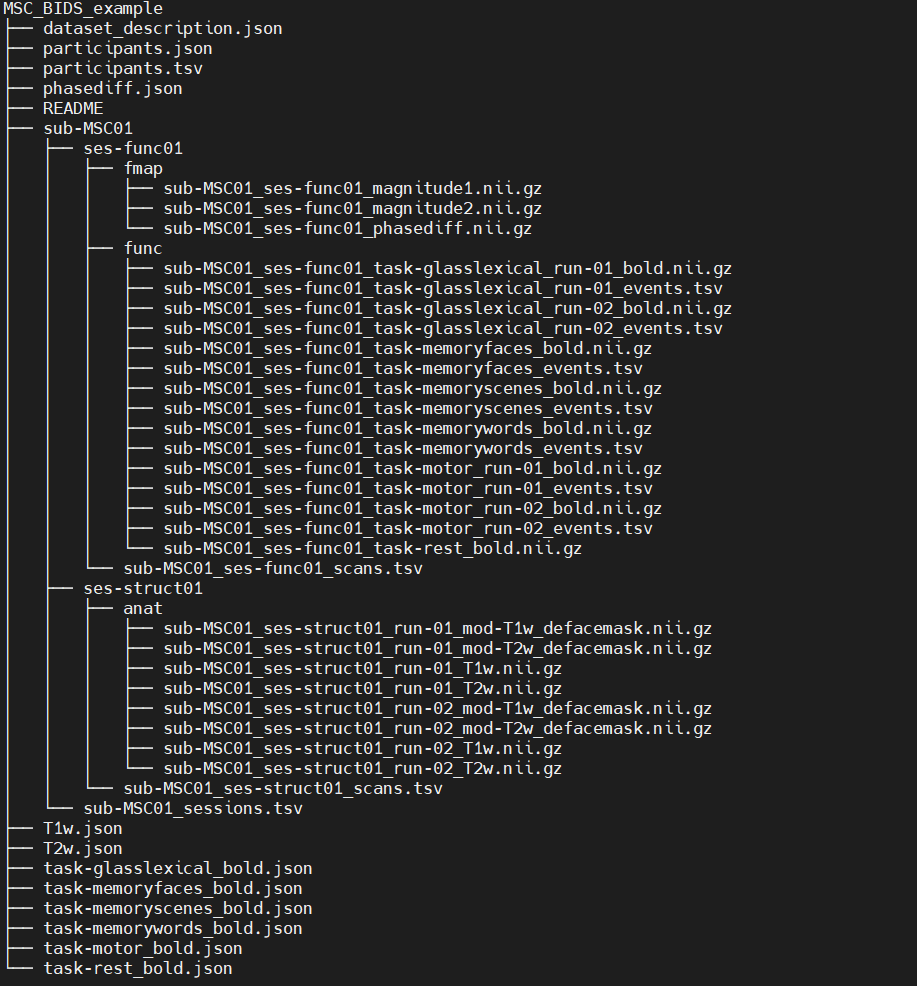 MSC_BIDS_example
├── dataset_description.json
├── participants.json
├── participants.tsv
├── phasediff.json
├── README
├── sub-MSC01
│   ├── ses-func01
│   │   ├── fmap
│   │   │   ├── sub-MSC01_ses-func01_magnitude1.nii.gz
│   │   │   ├── sub-MSC01_ses-func01_magnitude2.nii.gz
│   │   │   └── sub-MSC01_ses-func01_phasediff.nii.gz
│   │   ├── func
│   │   │   ├── sub-MSC01_ses-func01_task-glasslexical_run-01_bold.nii.gz
│   │   │   ├── sub-MSC01_ses-func01_task-glasslexical_run-01_events.tsv
│   │   │   ├── sub-MSC01_ses-func01_task-glasslexical_run-02_bold.nii.gz
│   │   │   ├── sub-MSC01_ses-func01_task-glasslexical_run-02_events.tsv
│   │   │   ├── sub-MSC01_ses-func01_task-memoryfaces_bold.nii.gz
│   │   │   ├── sub-MSC01_ses-func01_task-memoryfaces_events.tsv
│   │   │   ├── sub-MSC01_ses-func01_task-memoryscenes_bold.nii.gz
│   │   │   ├── sub-MSC01_ses-func01_task-memoryscenes_events.tsv
│   │   │   ├── sub-MSC01_ses-func01_task-memorywords_bold.nii.gz
│   │   │   ├── sub-MSC01_ses-func01_task-memorywords_events.tsv
│   │   │   ├── sub-MSC01_ses-func01_task-motor_run-01_bold.nii.gz
│   │   │   ├── sub-MSC01_ses-func01_task-motor_run-01_events.tsv
│   │   │   ├── sub-MSC01_ses-func01_task-motor_run-02_bold.nii.gz
│   │   │   ├── sub-MSC01_ses-func01_task-motor_run-02_events.tsv
│   │   │   └── sub-MSC01_ses-func01_task-rest_bold.nii.gz
│   │   └── sub-MSC01_ses-func01_scans.tsv
│   ├── ses-struct01
│   │   ├── anat
│   │   │   ├── sub-MSC01_ses-struct01_run-01_mod-T1w_defacemask.nii.gz
│   │   │   ├── sub-MSC01_ses-struct01_run-01_mod-T2w_defacemask.nii.gz
│   │   │   ├── sub-MSC01_ses-struct01_run-01_T1w.nii.gz
│   │   │   ├── sub-MSC01_ses-struct01_run-01_T2w.nii.gz
│   │   │   ├── sub-MSC01_ses-struct01_run-02_mod-T1w_defacemask.nii.gz
│   │   │   ├── sub-MSC01_ses-struct01_run-02_mod-T2w_defacemask.nii.gz
│   │   │   ├── sub-MSC01_ses-struct01_run-02_T1w.nii.gz
│   │   │   └── sub-MSC01_ses-struct01_run-02_T2w.nii.gz
│   │   └── sub-MSC01_ses-struct01_scans.tsv
│   └── sub-MSC01_sessions.tsv
├── T1w.json
├── T2w.json
├── task-glasslexical_bold.json
├── task-memoryfaces_bold.json
├── task-memoryscenes_bold.json
├── task-memorywords_bold.json
├── task-motor_bold.json
└── task-rest_bold.json